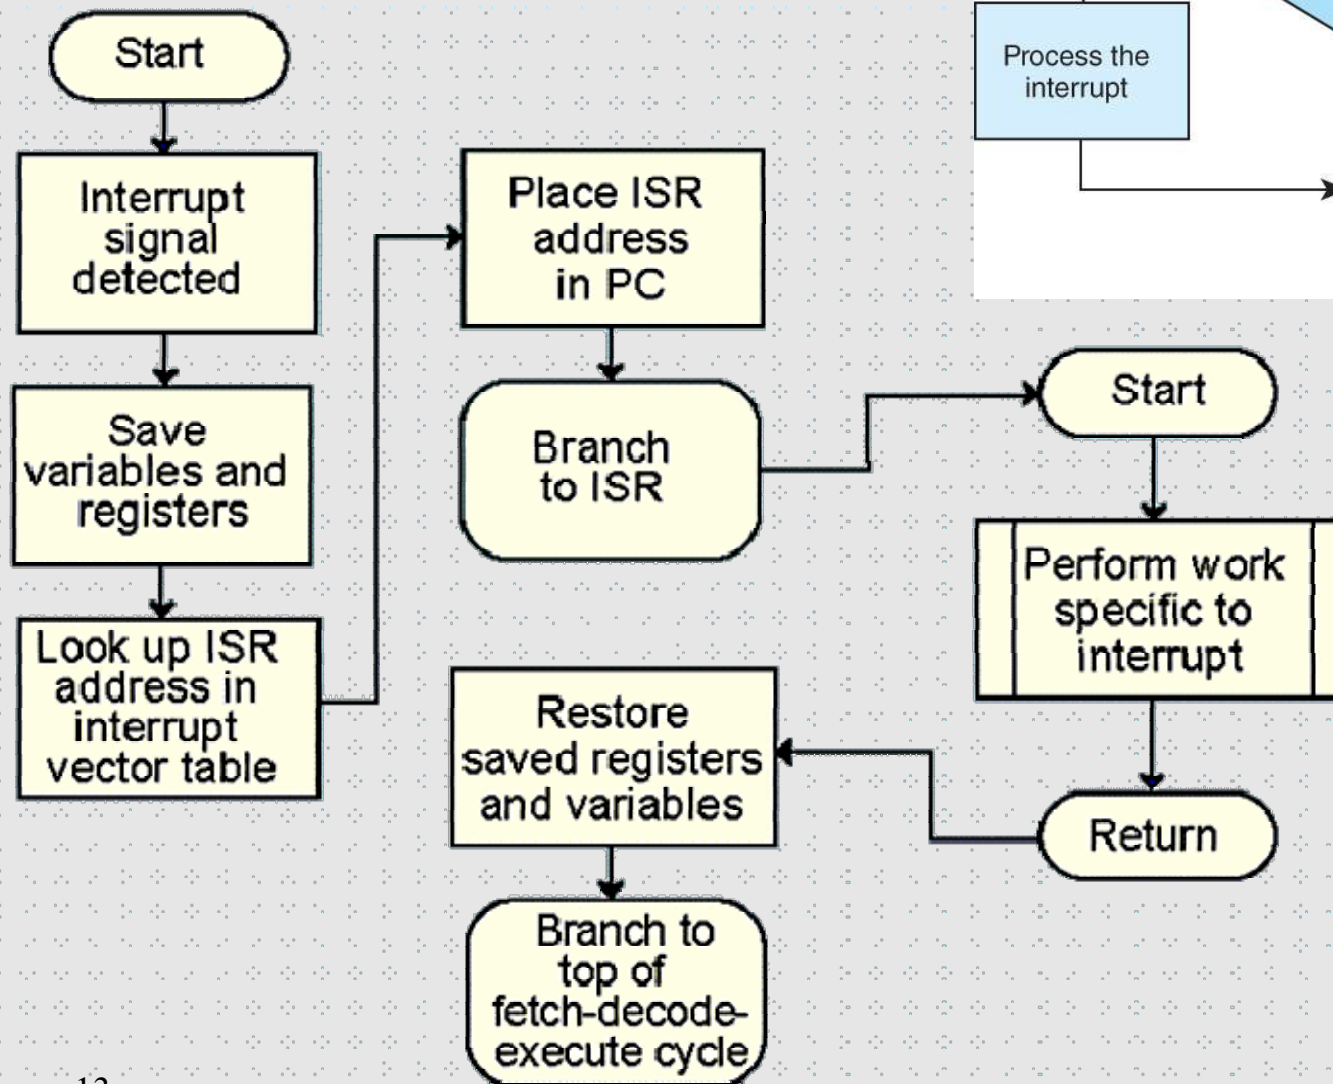 Start
Interrupt
signal
detected
Save
variables and
registers
Look up ISR
address in
interrupt
vector table
Place ISR
address
in PC
Branch
to ISR
Process the
interrupt
Start
Perform work
specific to
interrupt
Return
Restore
saved registers
and variables
Branch to
top of
fetch-decode-
execute cycle